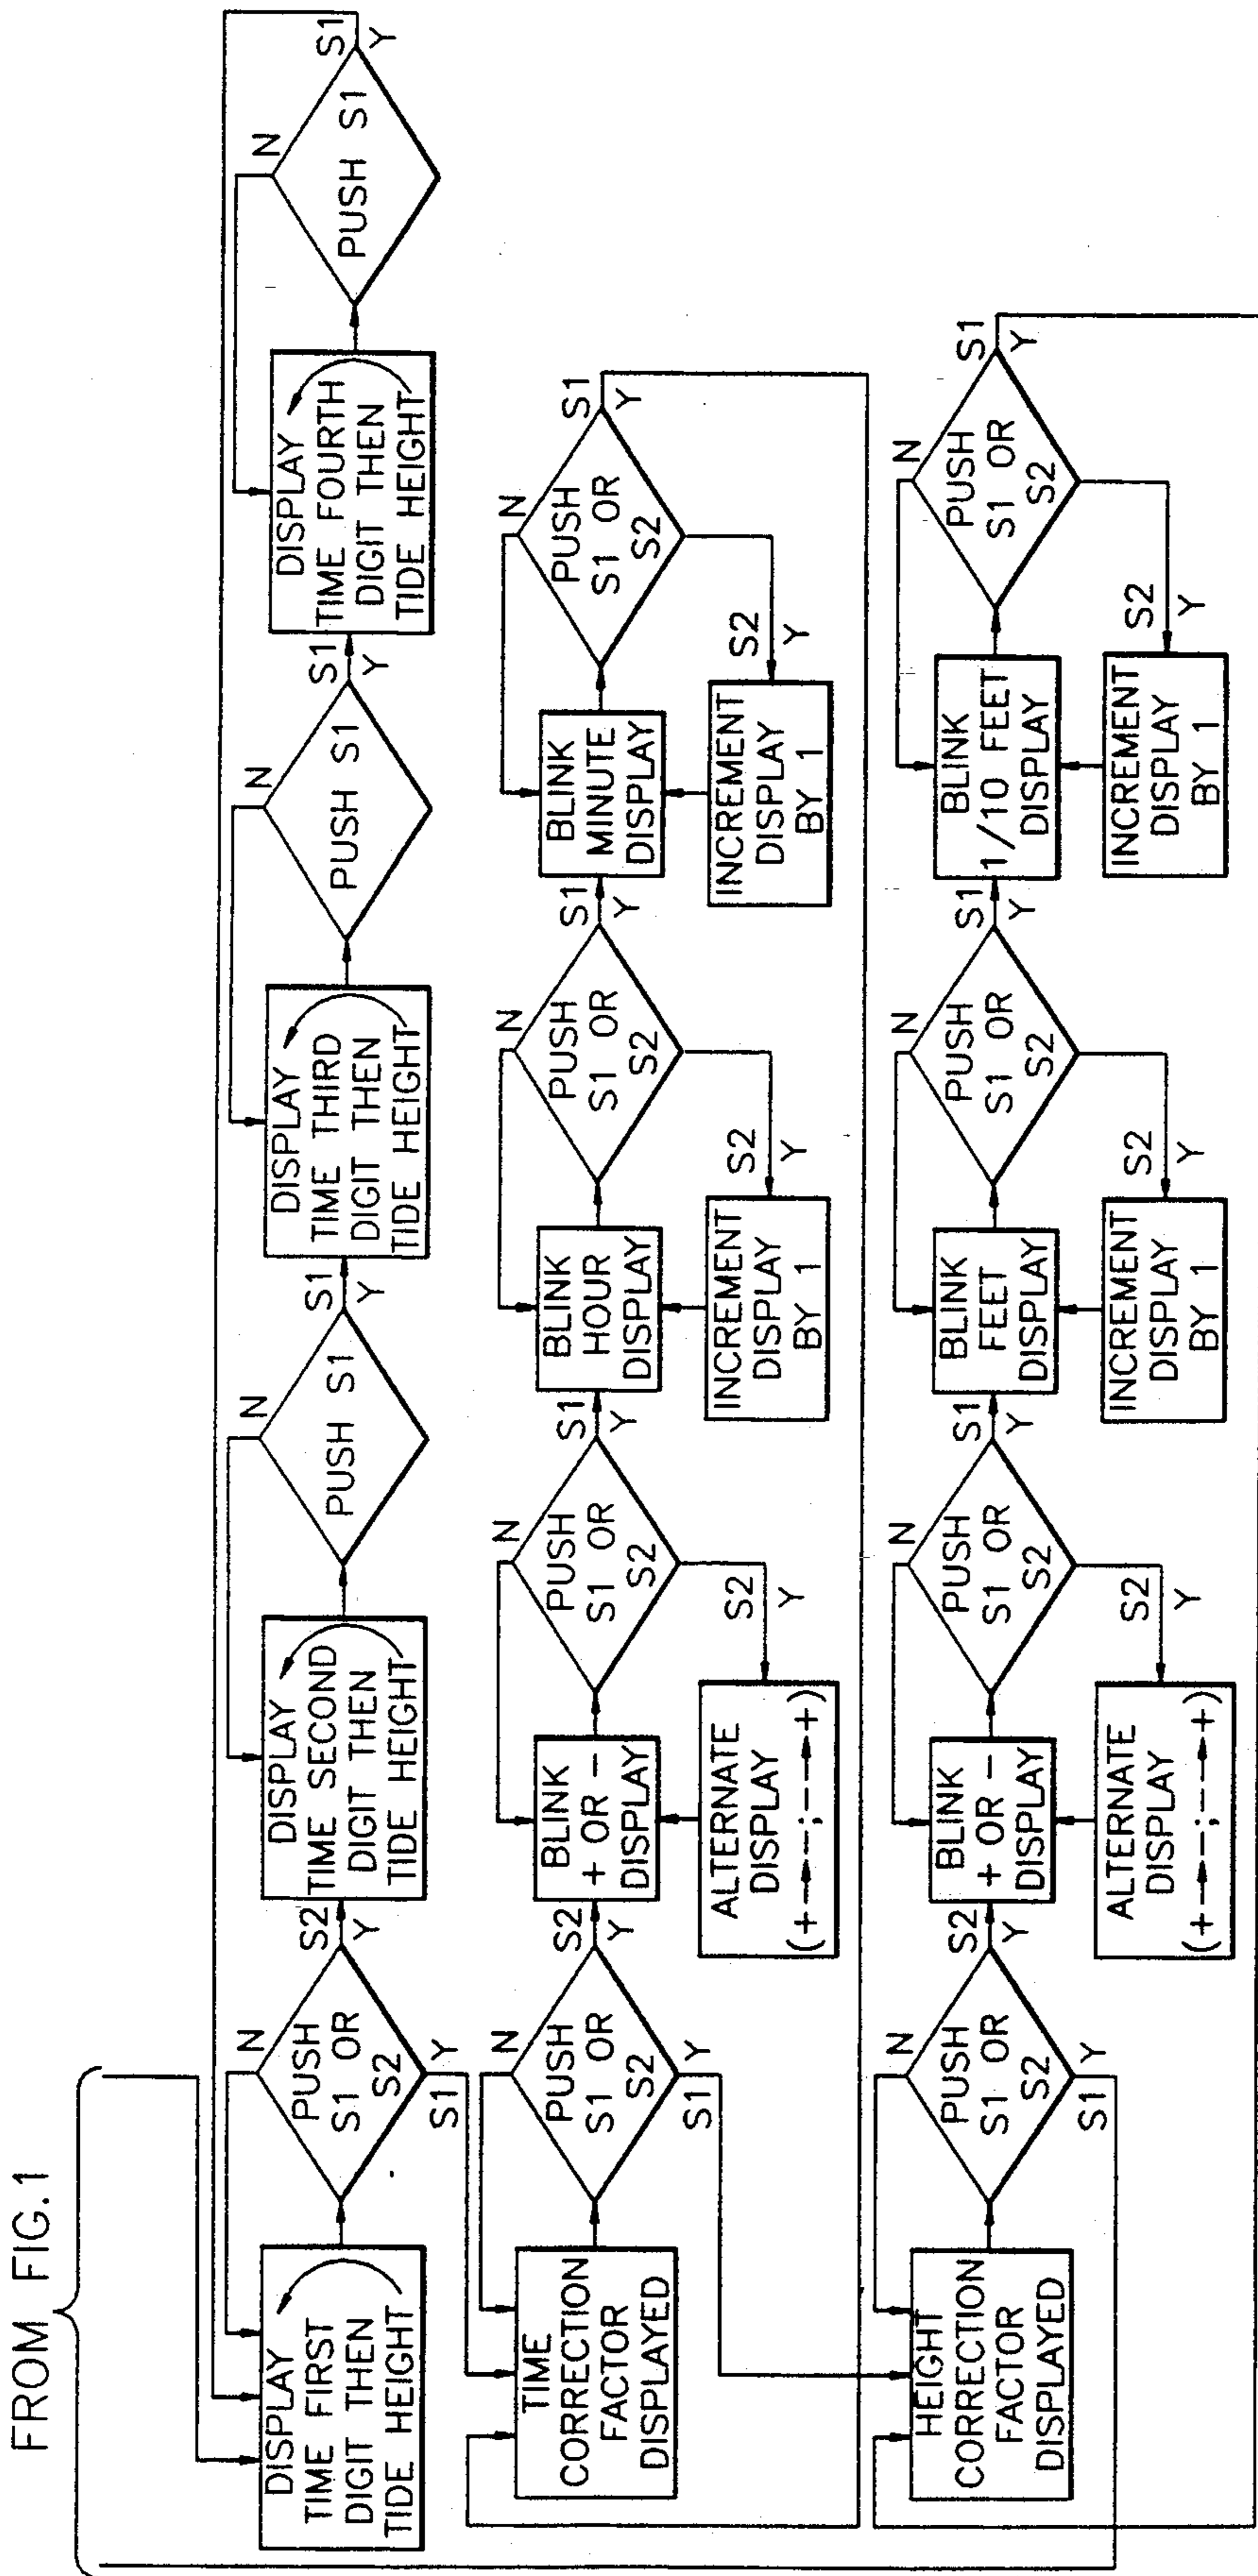 FROM FIG.1
DISPLAY
TIME FIRST
DIGIT THEN
TIDE HEIGHT
N
PUSH
S1 OR
S2
S2
Y
S1
Y
DISPLAY
TIME SECOND
DIGIT THEN
TIDE HEIGHT
N
PUSH S1
S1
Y
DISPLAY
TIME THIRD
DIGIT THEN
TIDE HEIGHT
N
PUSH S1
S1
Y
DISPLAY
TIME FOURTH
DIGIT THEN
TIDE HEIGHT
N
PUSH S1
S1
Y
TIME
CORRECTION
FACTOR
DISPLAYED
N
PUSH
S1 OR
S2
S2
Y
S1
Y
BLINK
+ OR −
DISPLAY
N
PUSH
S1 OR
S2
S1
Y
S2
Y
ALTERNATE
DISPLAY
(+→−;−→+)
BLINK
HOUR
DISPLAY
N
PUSH
S1 OR
S2
S1
Y
S2
Y
INCREMENT
DISPLAY
BY 1
BLINK
MINUTE
DISPLAY
N
PUSH
S1 OR
S2
S1
Y
S2
Y
INCREMENT
DISPLAY
BY 1
HEIGHT
CORRECTION
FACTOR
DISPLAYED
N
PUSH
S1 OR
S2
S2
Y
S1
Y
BLINK
+ OR −
DISPLAY
N
PUSH
S1 OR
S2
S1
Y
S2
Y
ALTERNATE
DISPLAY
(+→−;−→+)
BLINK
FEET
DISPLAY
N
PUSH
S1 OR
S2
S1
Y
S2
Y
INCREMENT
DISPLAY
BY 1
BLINK
1/10 FEET
DISPLAY
N
PUSH
S1 OR
S2
S1
Y
S2
Y
INCREMENT
DISPLAY
BY 1